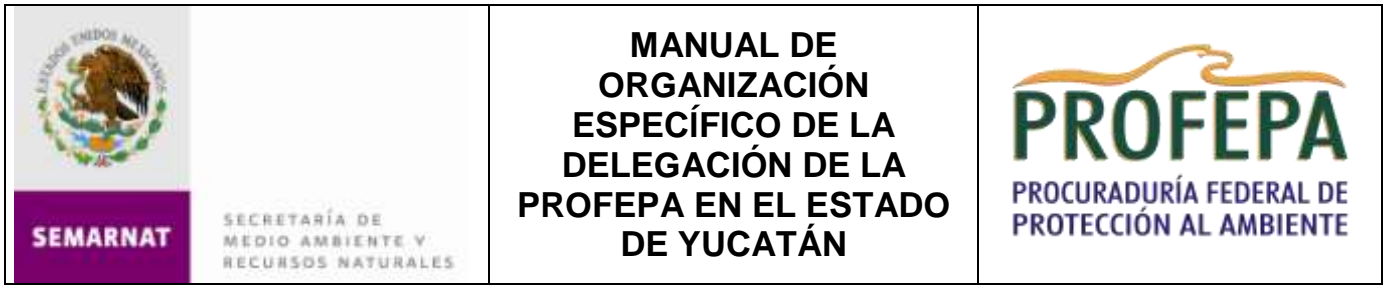 ESTADOS UNIDOS MEXICANOS
SEMARNAT
SECRETARÍA DE
MEDIO AMBIENTE Y
RECURSOS NATURALES
MANUAL DE
ORGANIZACIÓN
ESPECÍFICO DE LA
DELEGACIÓN DE LA
PROFEPA EN EL ESTADO
DE YUCATÁN
PROFEPA
PROCURADURÍA FEDERAL DE
PROTECCIÓN AL AMBIENTE